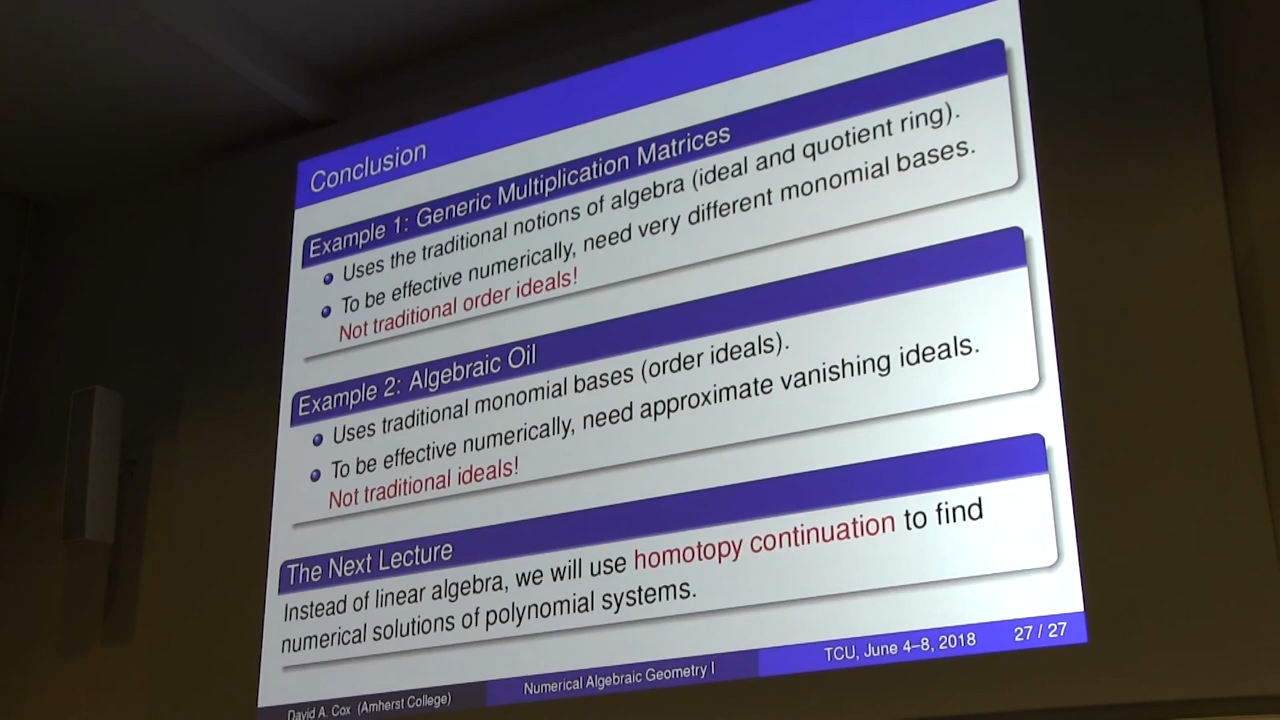 Conclusion
Example 1: Generic Multiplication Matrices
Uses the traditional notions of algebra (ideal and quotient ring).
To be effective numerically, need very different monomial bases.
Not traditional order ideals!
Example 2: Algebraic Oil
Uses traditional monomial bases (order ideals).
To be effective numerically, need approximate vanishing ideals.
Not traditional ideals!
The Next Lecture
Instead of linear algebra, we will use homotopy continuation to find
numerical solutions of polynomial systems.
David A. Cox (Amherst College) Numerical Algebraic Geometry I TCU, June 4–8, 2018 27 / 27